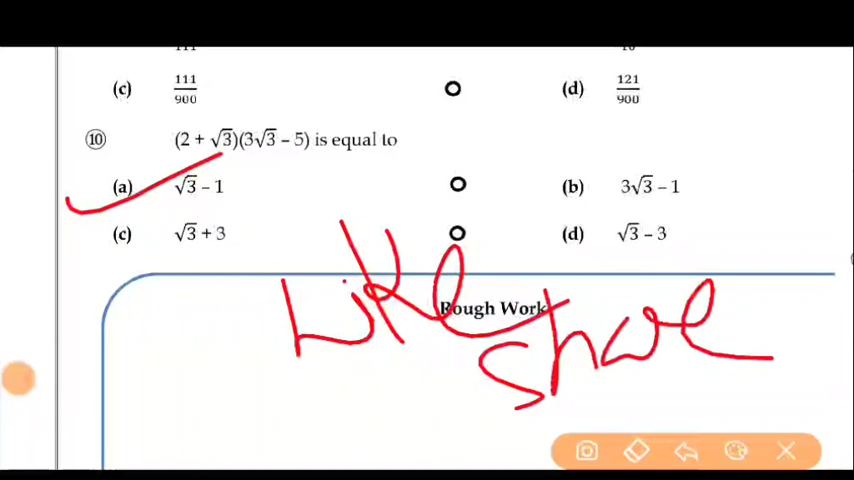 (c) 111/900 (d) 121/900
⑩ (2 + √3)(3√3 – 5) is equal to
(a) √3 – 1 (b) 3√3 – 1
(c) √3 + 3 (d) √3 – 3
Like
Rough Work
Share